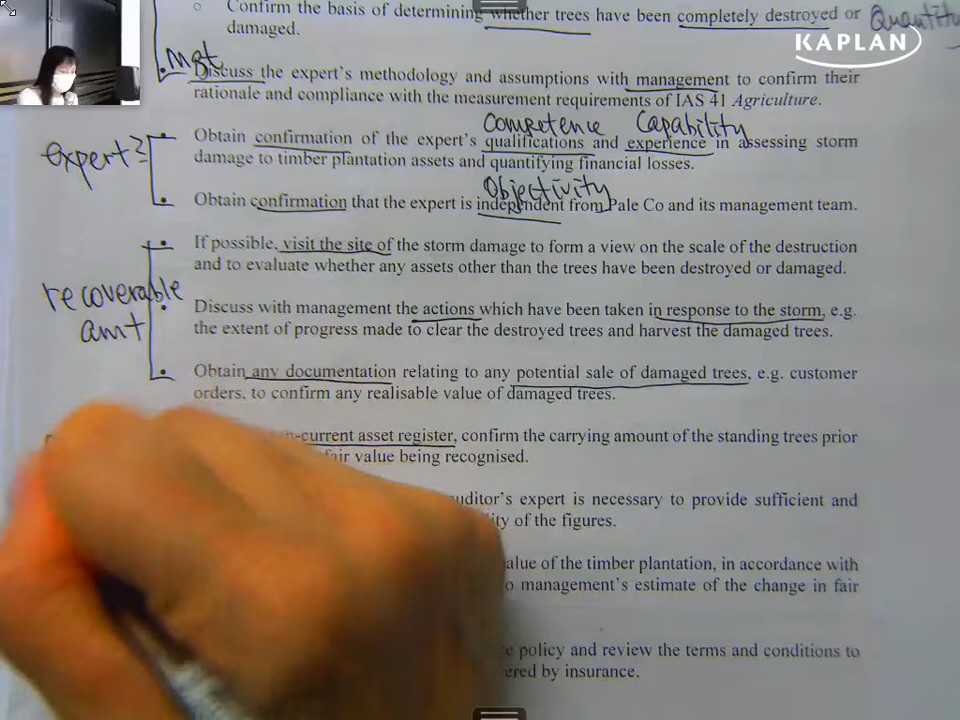 Confirm the basis of determining whether trees have been completely destroyed or
damaged.
Quantity
KAPLAN
mgt
Discuss the expert's methodology and assumptions with management to confirm their
rationale and compliance with the measurement requirements of IAS 41 Agriculture.
Competence Capability
expert?
Obtain confirmation of the expert's qualifications and experience in assessing storm
damage to timber plantation assets and quantifying financial losses.
Objectivity
Obtain confirmation that the expert is independent from Pale Co and its management team.
If possible, visit the site of the storm damage to form a view on the scale of the destruction
and to evaluate whether any assets other than the trees have been destroyed or damaged.
recoverable
amt
Discuss with management the actions which have been taken in response to the storm, e.g.
the extent of progress made to clear the destroyed trees and harvest the damaged trees.
Obtain any documentation relating to any potential sale of damaged trees, e.g. customer
orders, to confirm any realisable value of damaged trees.
-current asset register, confirm the carrying amount of the standing trees prior
fair value being recognised.
auditor's expert is necessary to provide sufficient and
of the figures.
value of the timber plantation, in accordance with
management's estimate of the change in fair
policy and review the terms and conditions to
by insurance.